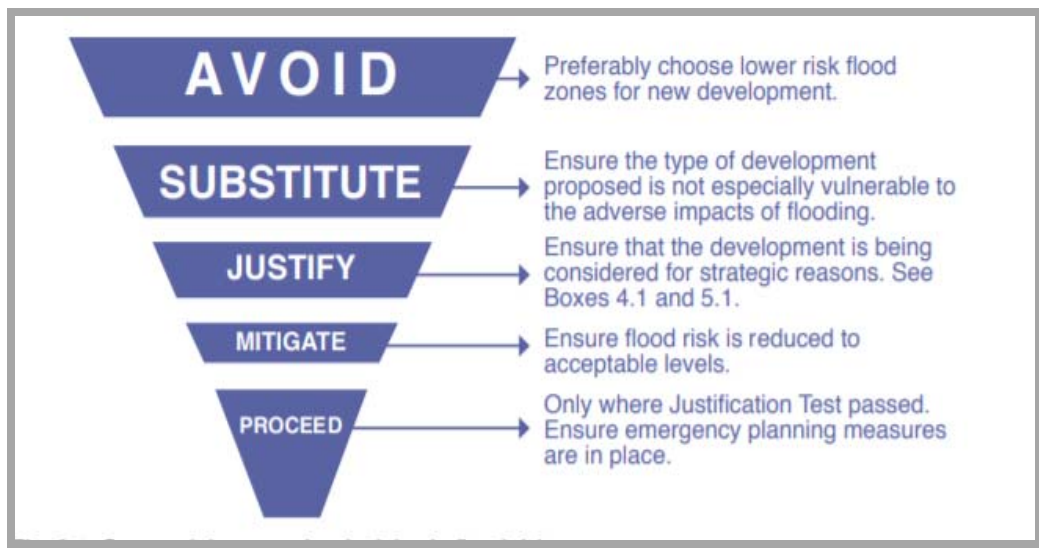 AVOID
Preferably choose lower risk flood
zones for new development.
SUBSTITUTE
Ensure the type of development
proposed is not especially vulnerable to
the adverse impacts of flooding.
JUSTIFY
Ensure that the development is being
considered for strategic reasons. See
Boxes 4.1 and 5.1.
MITIGATE
Ensure flood risk is reduced to
acceptable levels.
PROCEED
Only where Justification Test passed.
Ensure emergency planning measures
are in place.